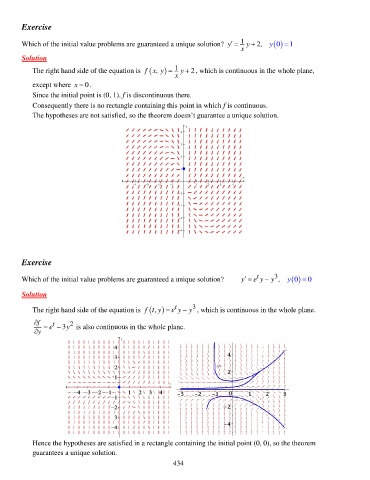 Exercise
Which of the initial value problems are guaranteed a unique solution? y' = 1/x y + 2, y(0) = 1
Solution
The right hand side of the equation is f(x, y) = 1/x y + 2, which is continuous in the whole plane,
except where x = 0.
Since the initial point is (0, 1), f is discontinuous there.
Consequently there is no rectangle containing this point in which f is continuous.
The hypotheses are not satisfied, so the theorem doesn't guarantee a unique solution.
Exercise
Which of the initial value problems are guaranteed a unique solution? y' = e^t y − y^3, y(0) = 0
Solution
The right hand side of the equation is f(t, y) = e^t y − y^3, which is continuous in the whole plane.
∂f/∂y = e^t − 3y^2 is also continuous in the whole plane.
4
3
2
1
−4 −3 −2 −1 1 2 3 4
−1
−2
−3
−4
4
2
−3 −2 −1 0 1 2 3
−2
−4
Hence the hypotheses are satisfied in a rectangle containing the initial point (0, 0), so the theorem
guarantees a unique solution.
434